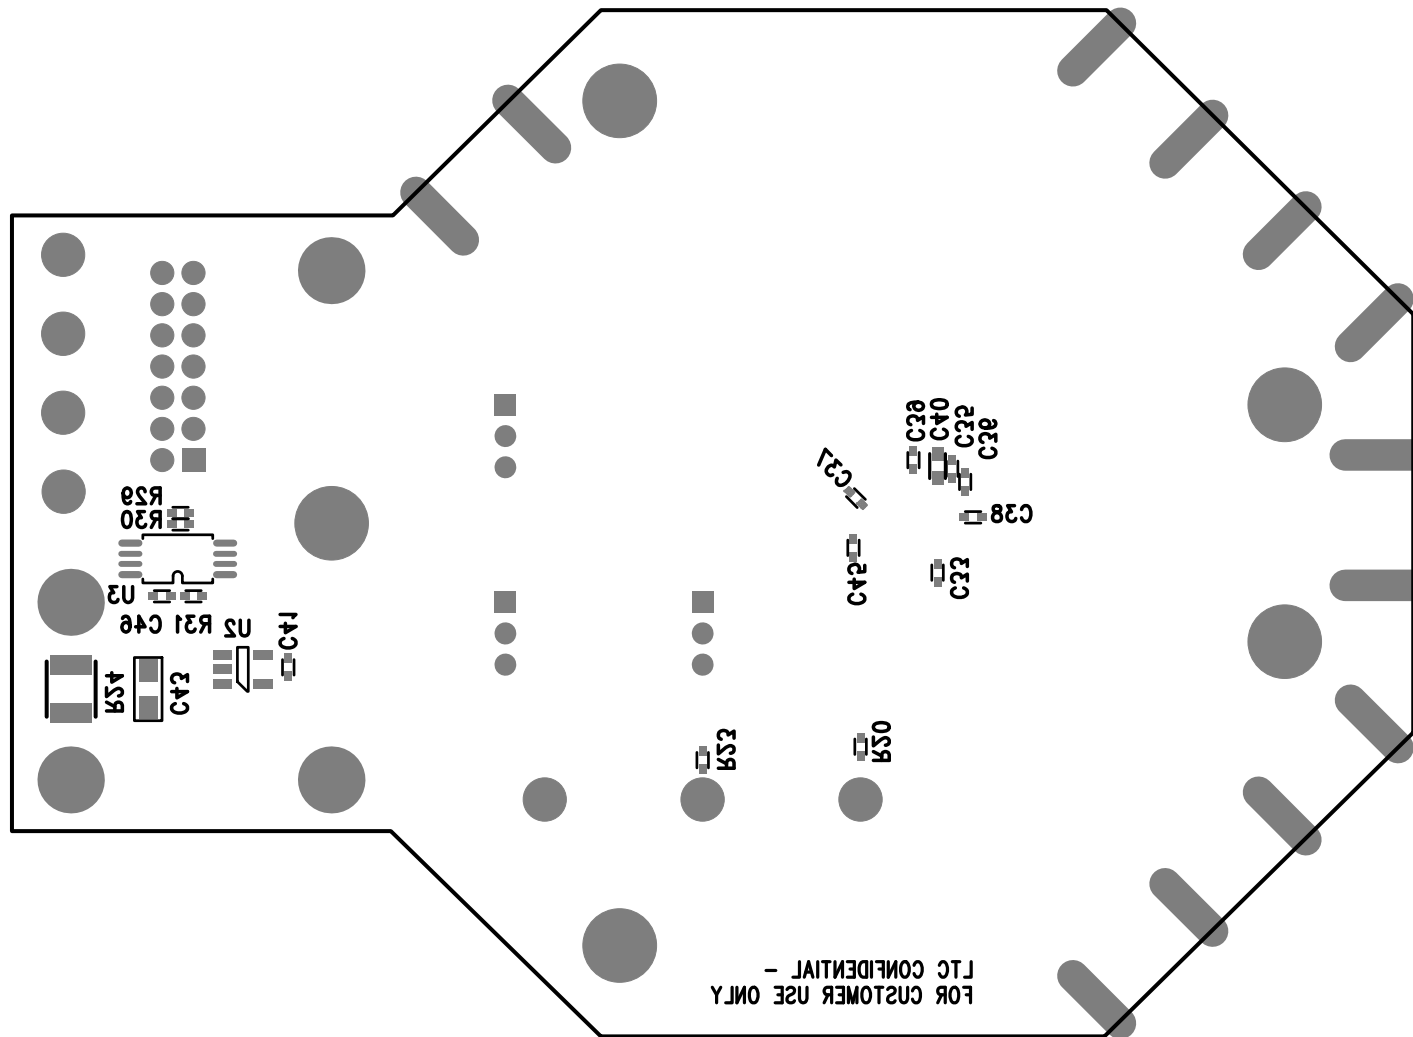 C39
C40
C35
C36
C37
C38
R29
R30
U3
C46
R31
U2
C41
C45
C33
R24
C43
R23
R20
LTC CONFIDENTIAL -
FOR CUSTOMER USE ONLY